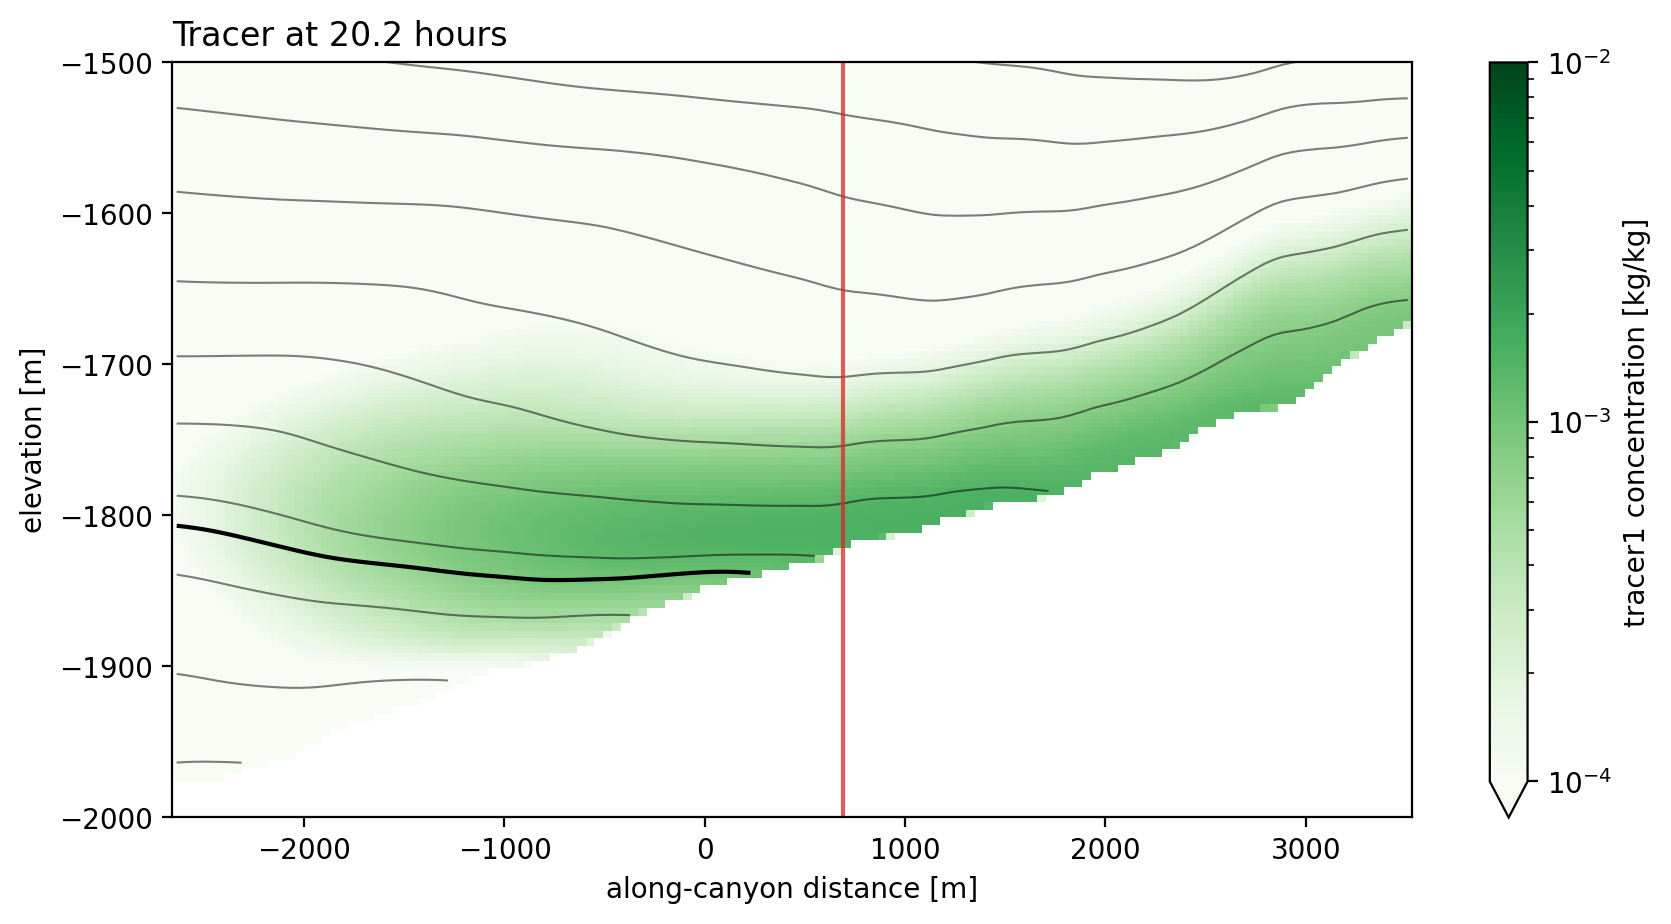 Tracer at 20.2 hours
−1500
−1600
−1700
−1800
−1900
−2000
elevation [m]
−2000 −1000 0 1000 2000 3000
along-canyon distance [m]
10⁻²
10⁻³
10⁻⁴
tracer1 concentration [kg/kg]